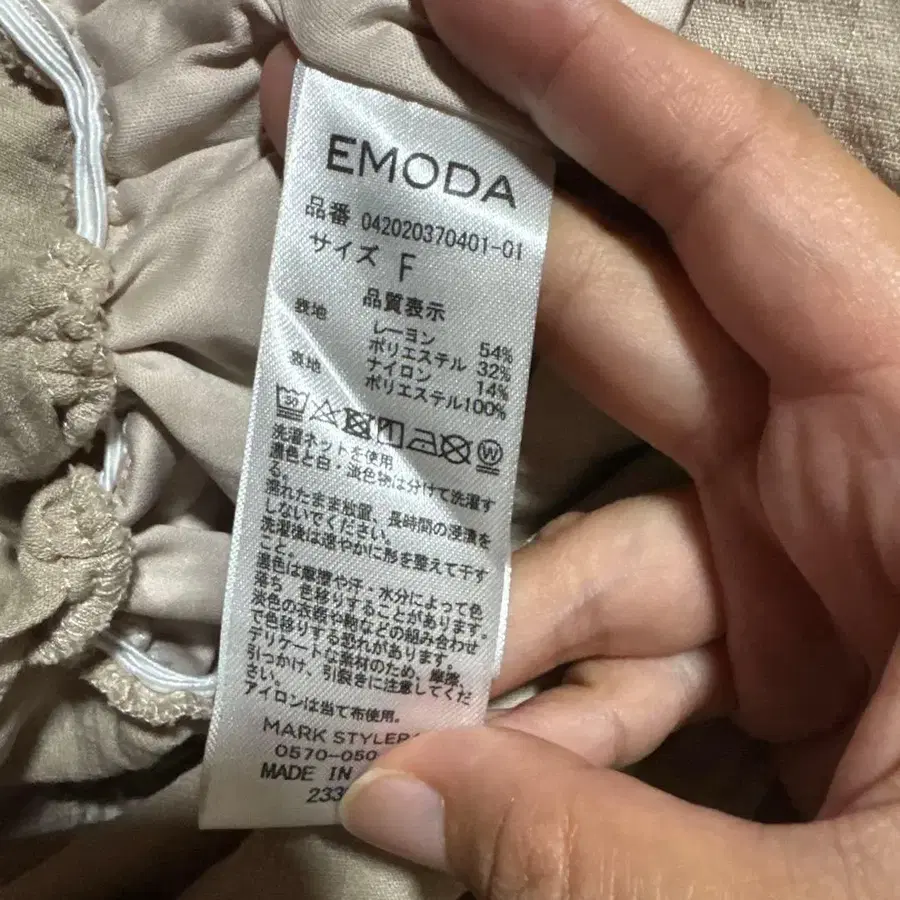 EMODA
品番 042020370401-01
サイズ F
品質表示
表地 レーヨン 54%
ポリエステル 32%
ナイロン 14%
裏地 ポリエステル100%
30
洗濯ネットを使用
濃色と白・淡色物は分けて洗濯す
る。
濡れたまま放置、長時間の浸漬を
しないでください。
洗濯後は速やかに形を整えて干す
こと。
濃色は摩擦や汗・水分によって色
落ち 色移りすることがあります。
淡色の衣類や鞄などの組み合わせ
で色移りする恐れがあります。
デリケートな素材のため、摩擦、
引っかけ、引裂きに注意してくだ
さい。
アイロンは当て布使用。
MARK STYLER
0570-050
MADE IN
233